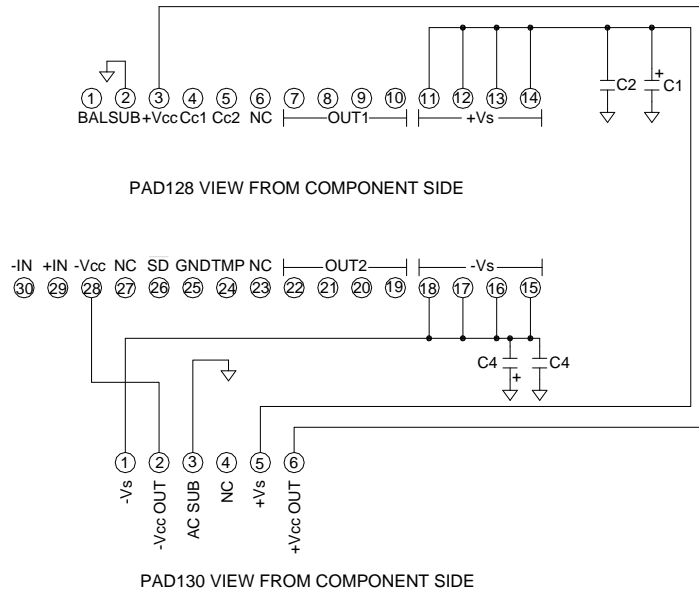 C2
+
C1
1 2 3 4 5 6 7 8 9 10 11 12 13 14
BAL SUB +Vcc Cc1 Cc2 NC OUT1 +Vs
PAD128 VIEW FROM COMPONENT SIDE
-IN +IN -Vcc NC SD GND TMP NC OUT2 -Vs
30 29 28 27 26 25 24 23 22 21 20 19 18 17 16 15
C4 + C4
1 2 3 4 5 6
-Vs
-Vcc OUT
AC SUB
NC
+Vs
+Vcc OUT
PAD130 VIEW FROM COMPONENT SIDE